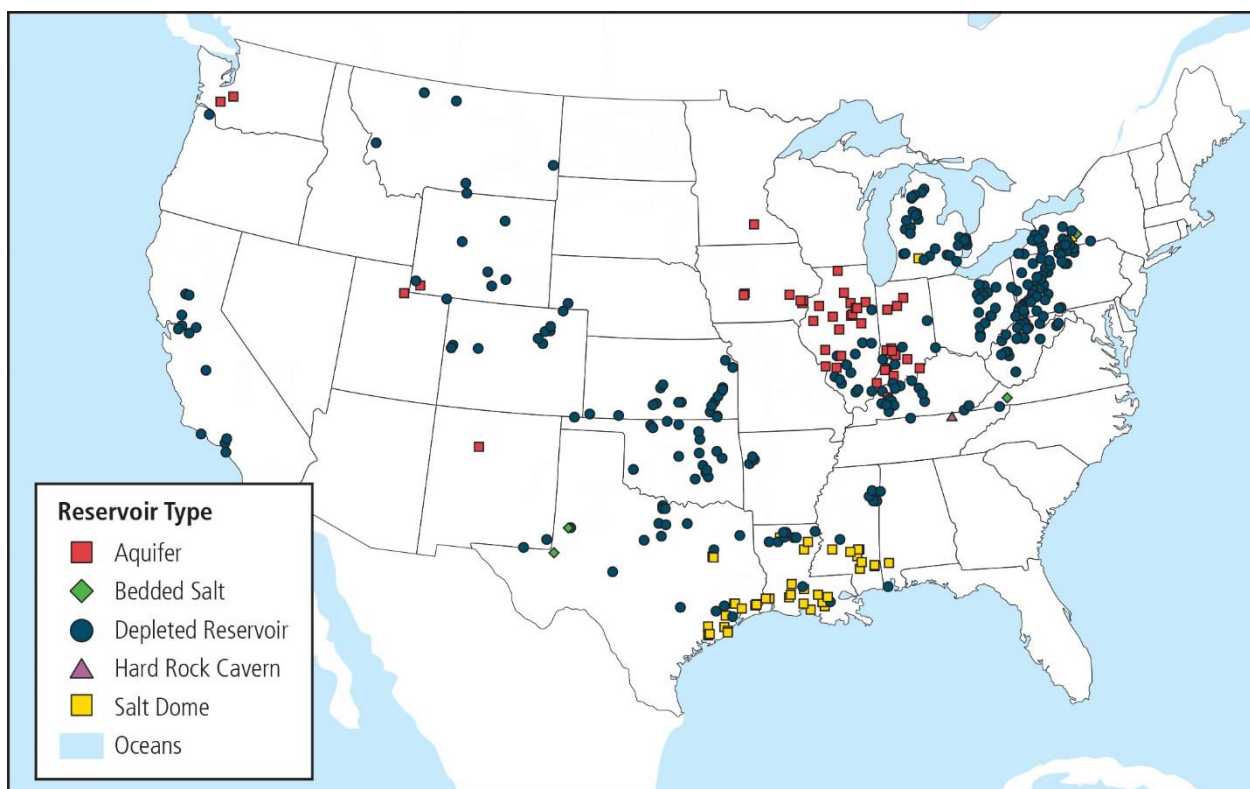 Reservoir Type
Aquifer
Bedded Salt
Depleted Reservoir
Hard Rock Cavern
Salt Dome
Oceans